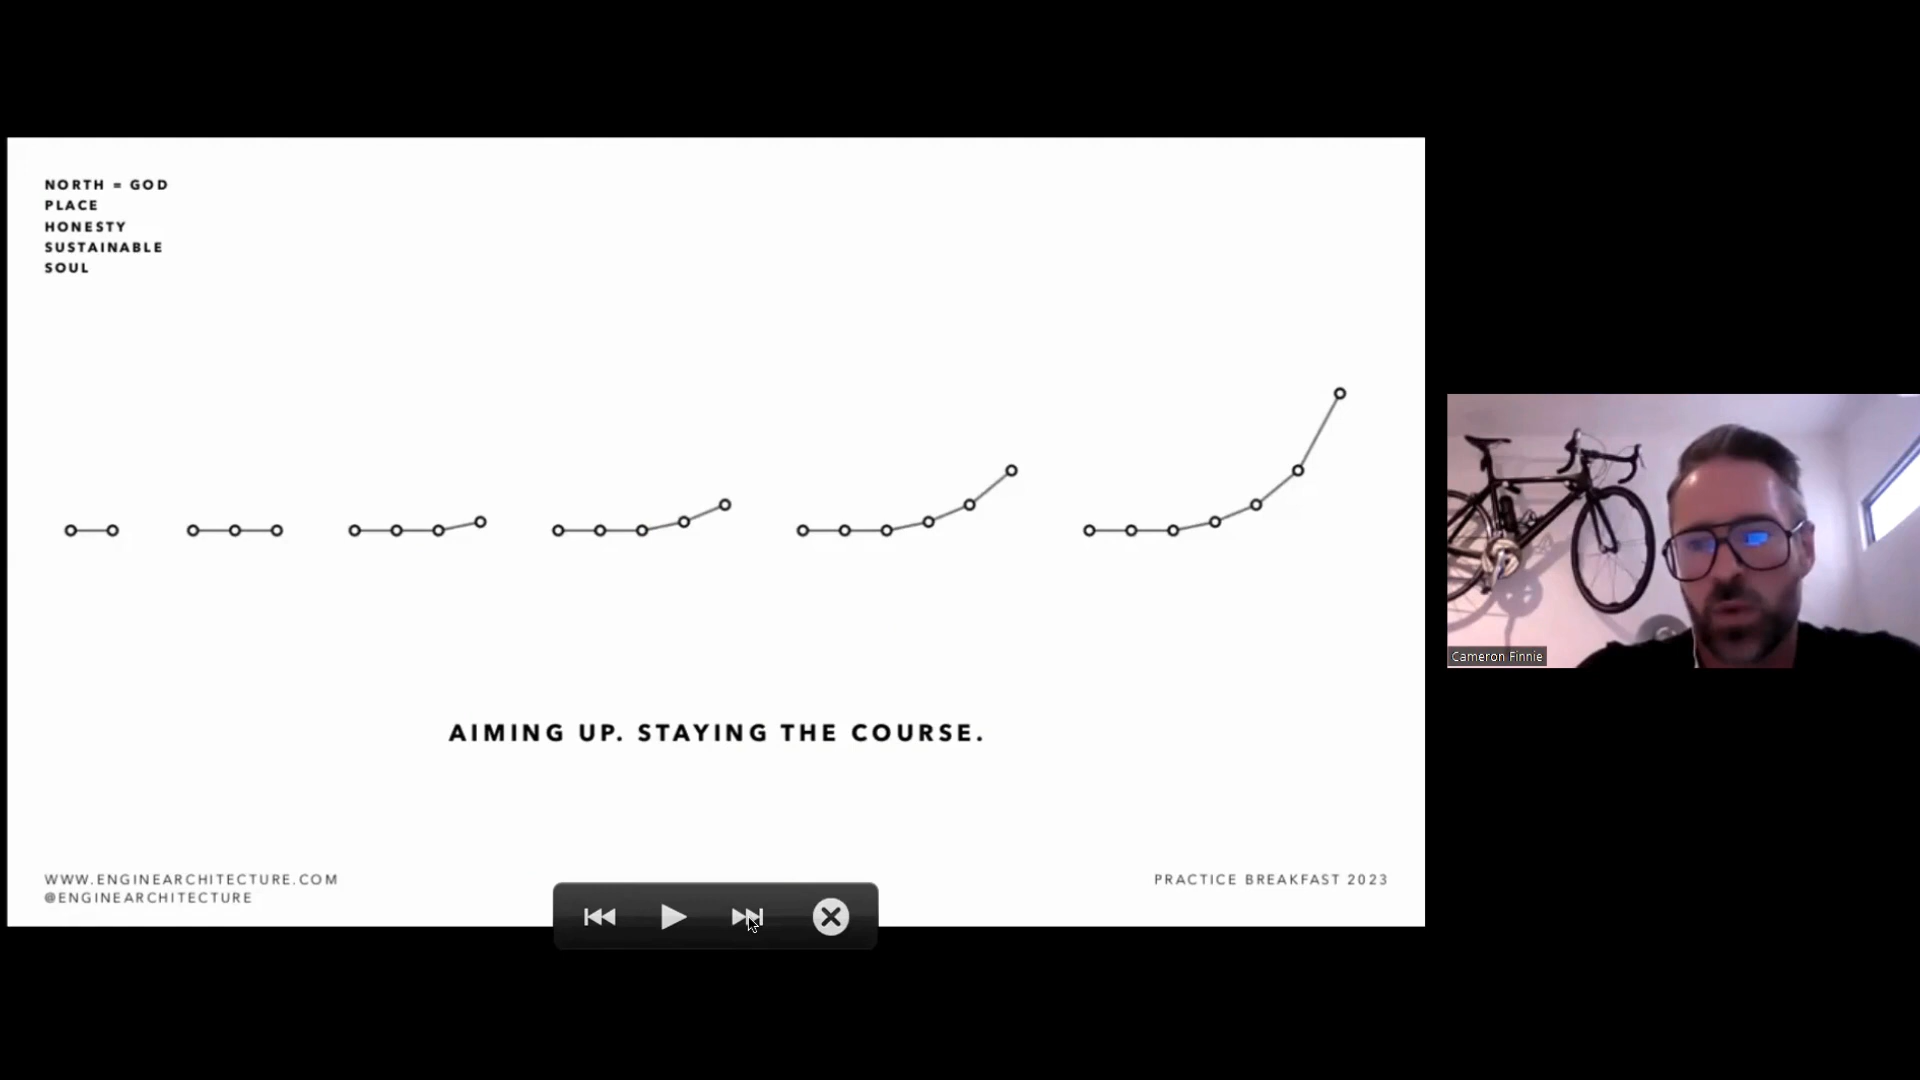 NORTH = GOD
PLACE
HONESTY
SUSTAINABLE
SOUL
AIMING UP. STAYING THE COURSE.
WWW.ENGINEARCHITECTURE.COM
@ENGINEARCHITECTURE
PRACTICE BREAKFAST 2023
Cameron Finnie